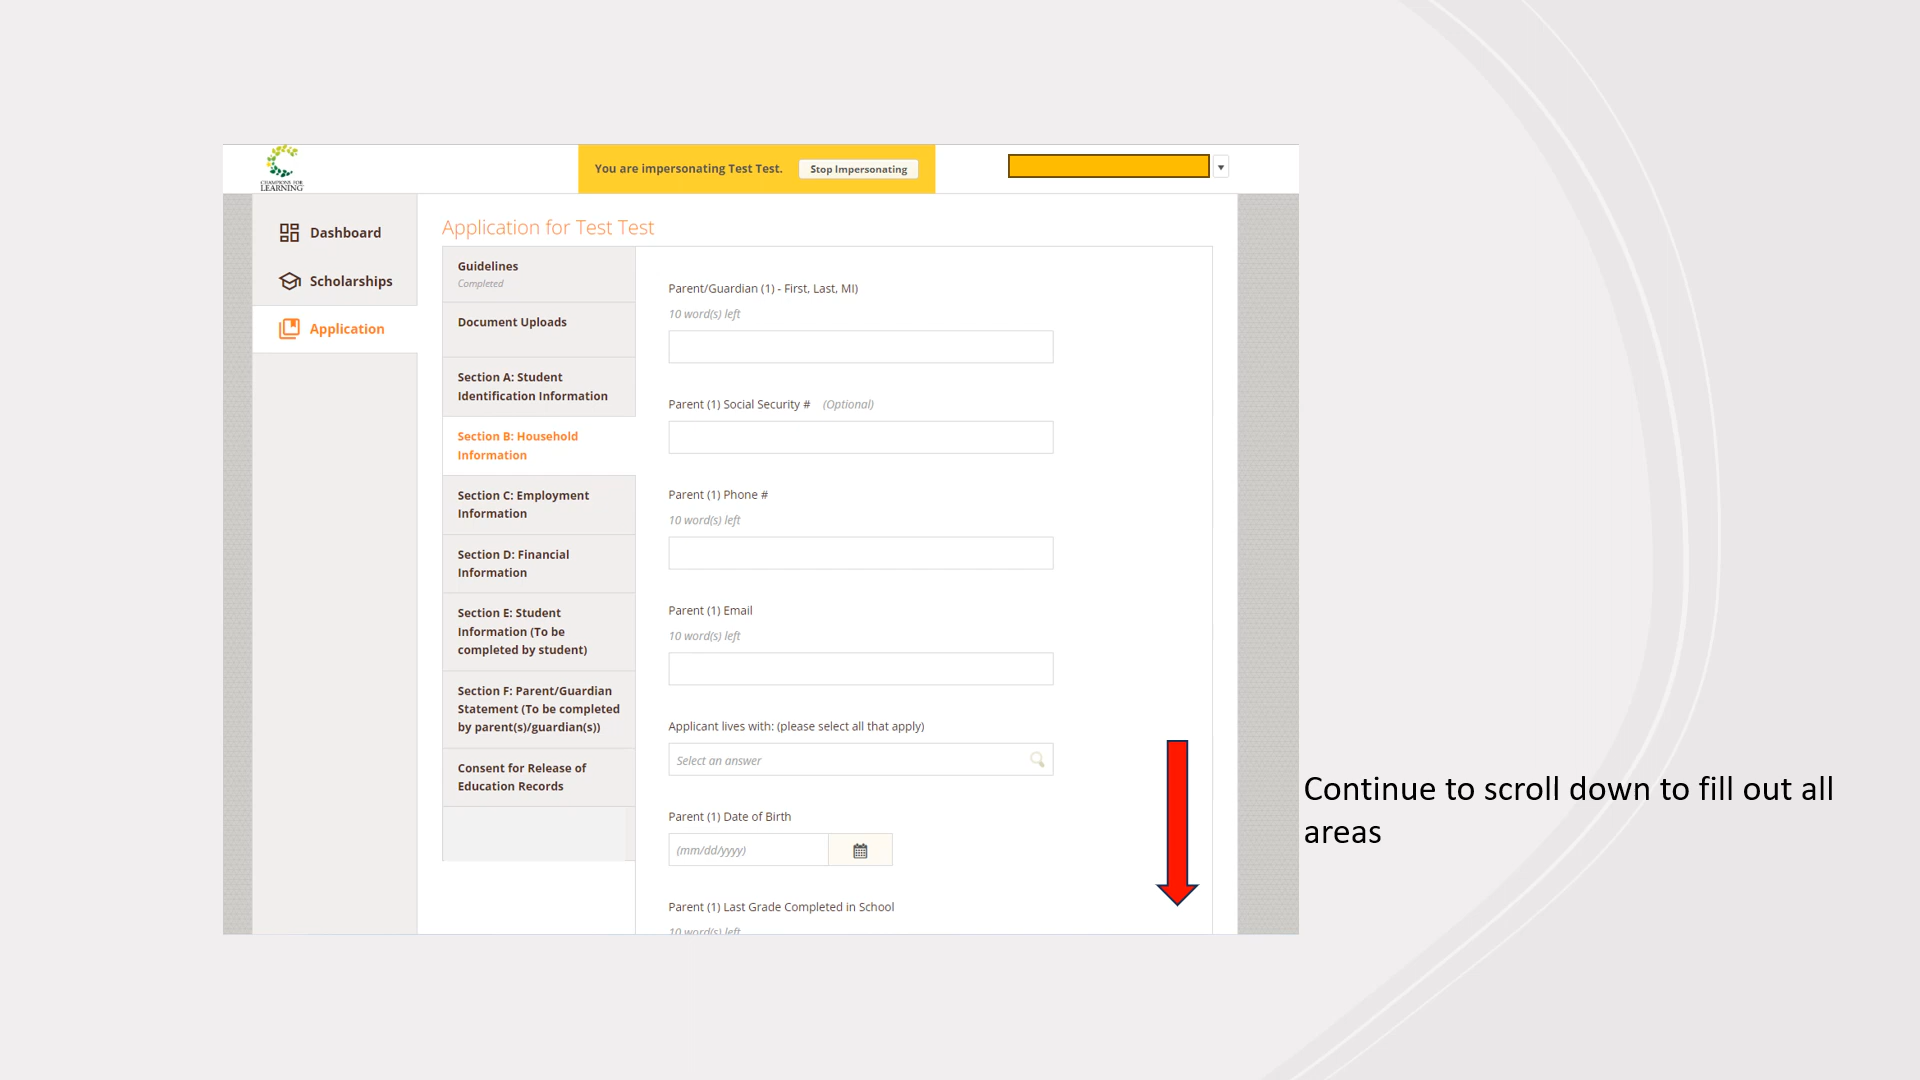 CHAMPIONS FOR
LEARNING
You are impersonating Test Test.
Stop Impersonating
Dashboard
Scholarships
Application
Application for Test Test
Guidelines
Completed
Document Uploads
Section A: Student
Identification Information
Section B: Household
Information
Section C: Employment
Information
Section D: Financial
Information
Section E: Student
Information (To be
completed by student)
Section F: Parent/Guardian
Statement (To be completed
by parent(s)/guardian(s))
Consent for Release of
Education Records
Parent/Guardian (1) - First, Last, MI)
10 word(s) left
Parent (1) Social Security # (Optional)
Parent (1) Phone #
10 word(s) left
Parent (1) Email
10 word(s) left
Applicant lives with: (please select all that apply)
Select an answer
Parent (1) Date of Birth
(mm/dd/yyyy)
Parent (1) Last Grade Completed in School
10 word(s) left
Continue to scroll down to fill out all
areas